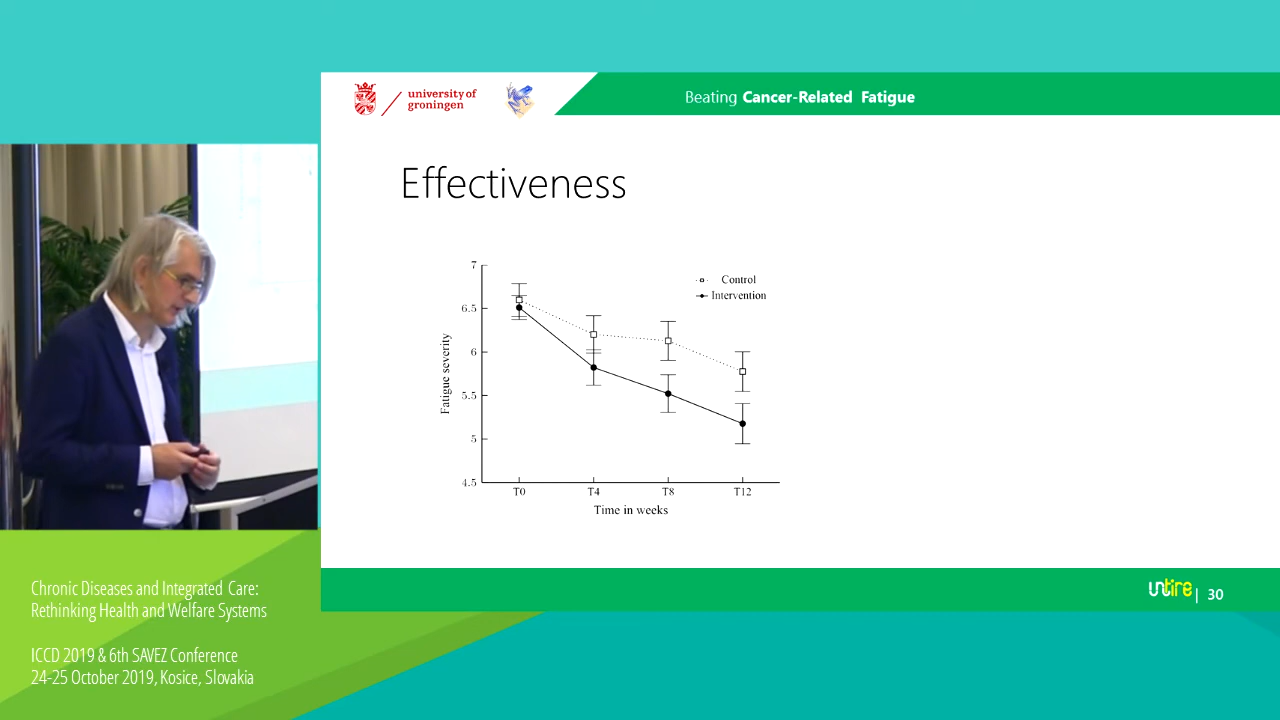 university of
groningen
Beating Cancer-Related Fatigue
Effectiveness
Control
Intervention
Fatigue severity
7
6.5
6
5.5
5
4.5
T0 T4 T8 T12
Time in weeks
untire | 30
Chronic Diseases and Integrated Care:
Rethinking Health and Welfare Systems
ICCD 2019 & 6th SAVEZ Conference
24-25 October 2019, Kosice, Slovakia